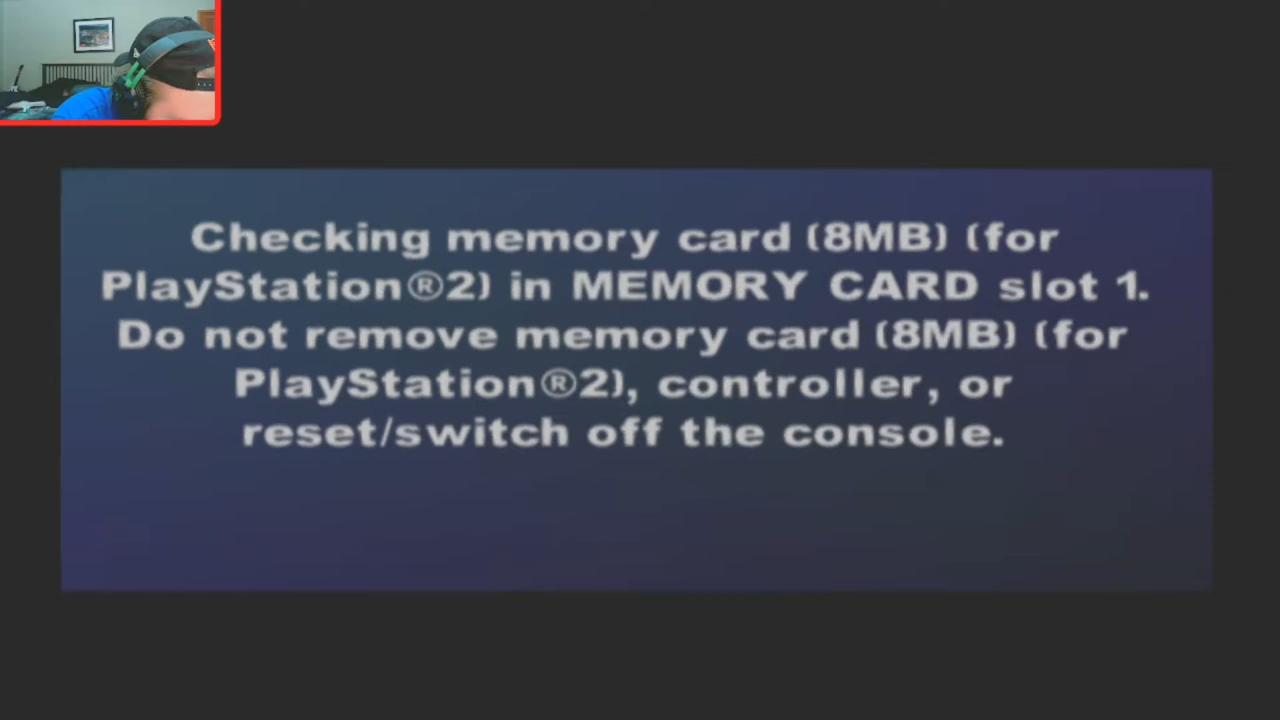 Checking memory card (8MB) (for
PlayStation®2) in MEMORY CARD slot 1.
Do not remove memory card (8MB) (for
PlayStation®2), controller, or
reset/switch off the console.